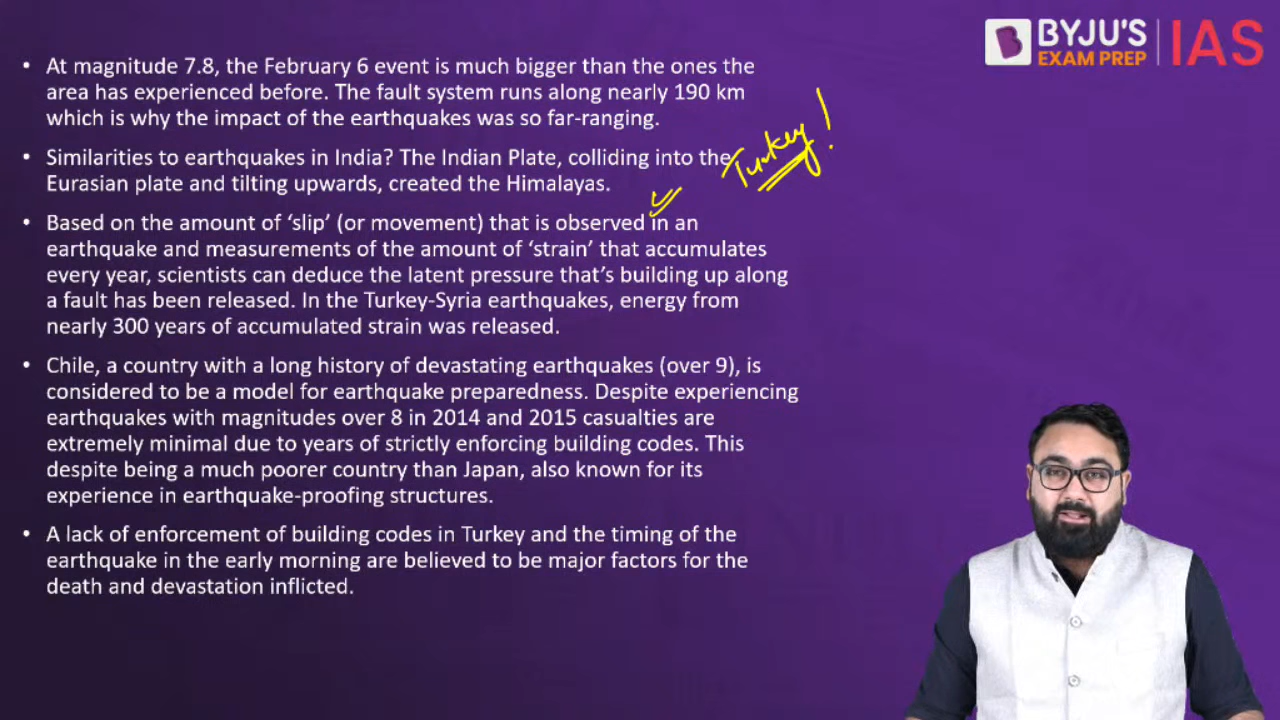 BYJU'S
EXAM PREP
IAS
• At magnitude 7.8, the February 6 event is much bigger than the ones the
area has experienced before. The fault system runs along nearly 190 km
which is why the impact of the earthquakes was so far-ranging.
Turkey!
• Similarities to earthquakes in India? The Indian Plate, colliding into the
Eurasian plate and tilting upwards, created the Himalayas.
• Based on the amount of ‘slip’ (or movement) that is observed in an
earthquake and measurements of the amount of ‘strain’ that accumulates
every year, scientists can deduce the latent pressure that’s building up along
a fault has been released. In the Turkey-Syria earthquakes, energy from
nearly 300 years of accumulated strain was released.
• Chile, a country with a long history of devastating earthquakes (over 9), is
considered to be a model for earthquake preparedness. Despite experiencing
earthquakes with magnitudes over 8 in 2014 and 2015 casualties are
extremely minimal due to years of strictly enforcing building codes. This
despite being a much poorer country than Japan, also known for its
experience in earthquake-proofing structures.
• A lack of enforcement of building codes in Turkey and the timing of the
earthquake in the early morning are believed to be major factors for the
death and devastation inflicted.